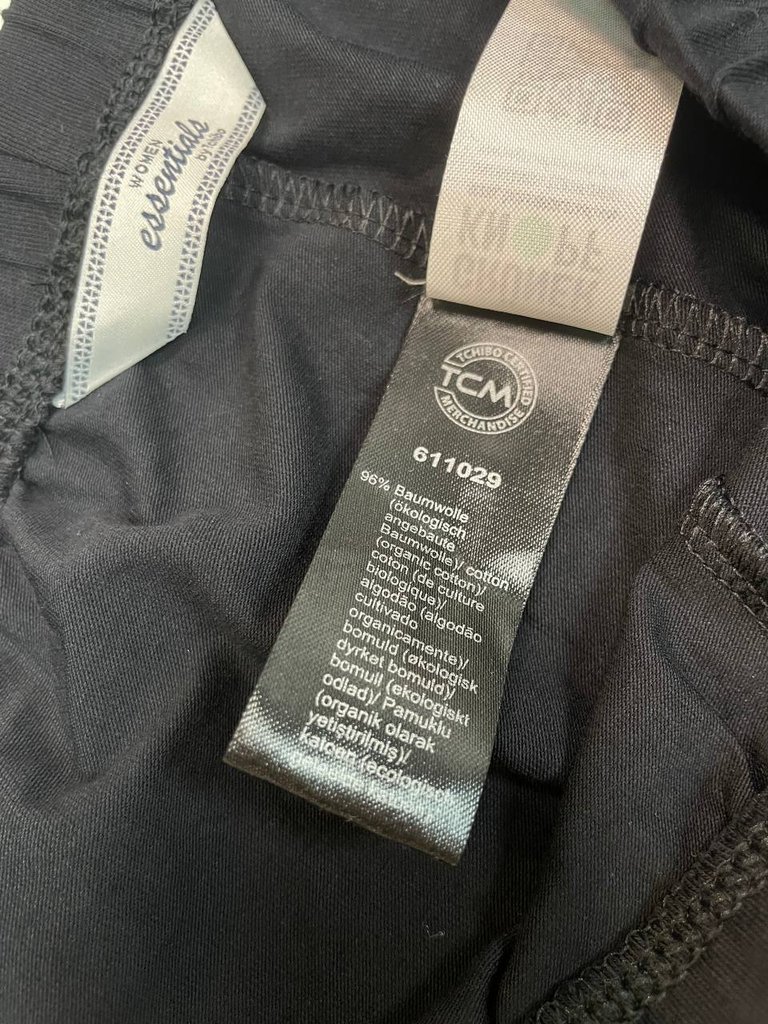 WOMEN
essentials
by tchibo
TCHIBO CERTIFIED
TCM
MERCHANDISE
611029
96% Baumwolle
(ökologisch
angebaute
Baumwolle)/ cotton
(organic cotton)/
coton (de culture
biologique)/
algodão (algodão
cultivado
organicamente)/
bomuld (økologisk
dyrket bomuld)/
bomull (ekologiskt
odlad)/ Pamuklu
(organik olarak
yetiştirilmiş)/